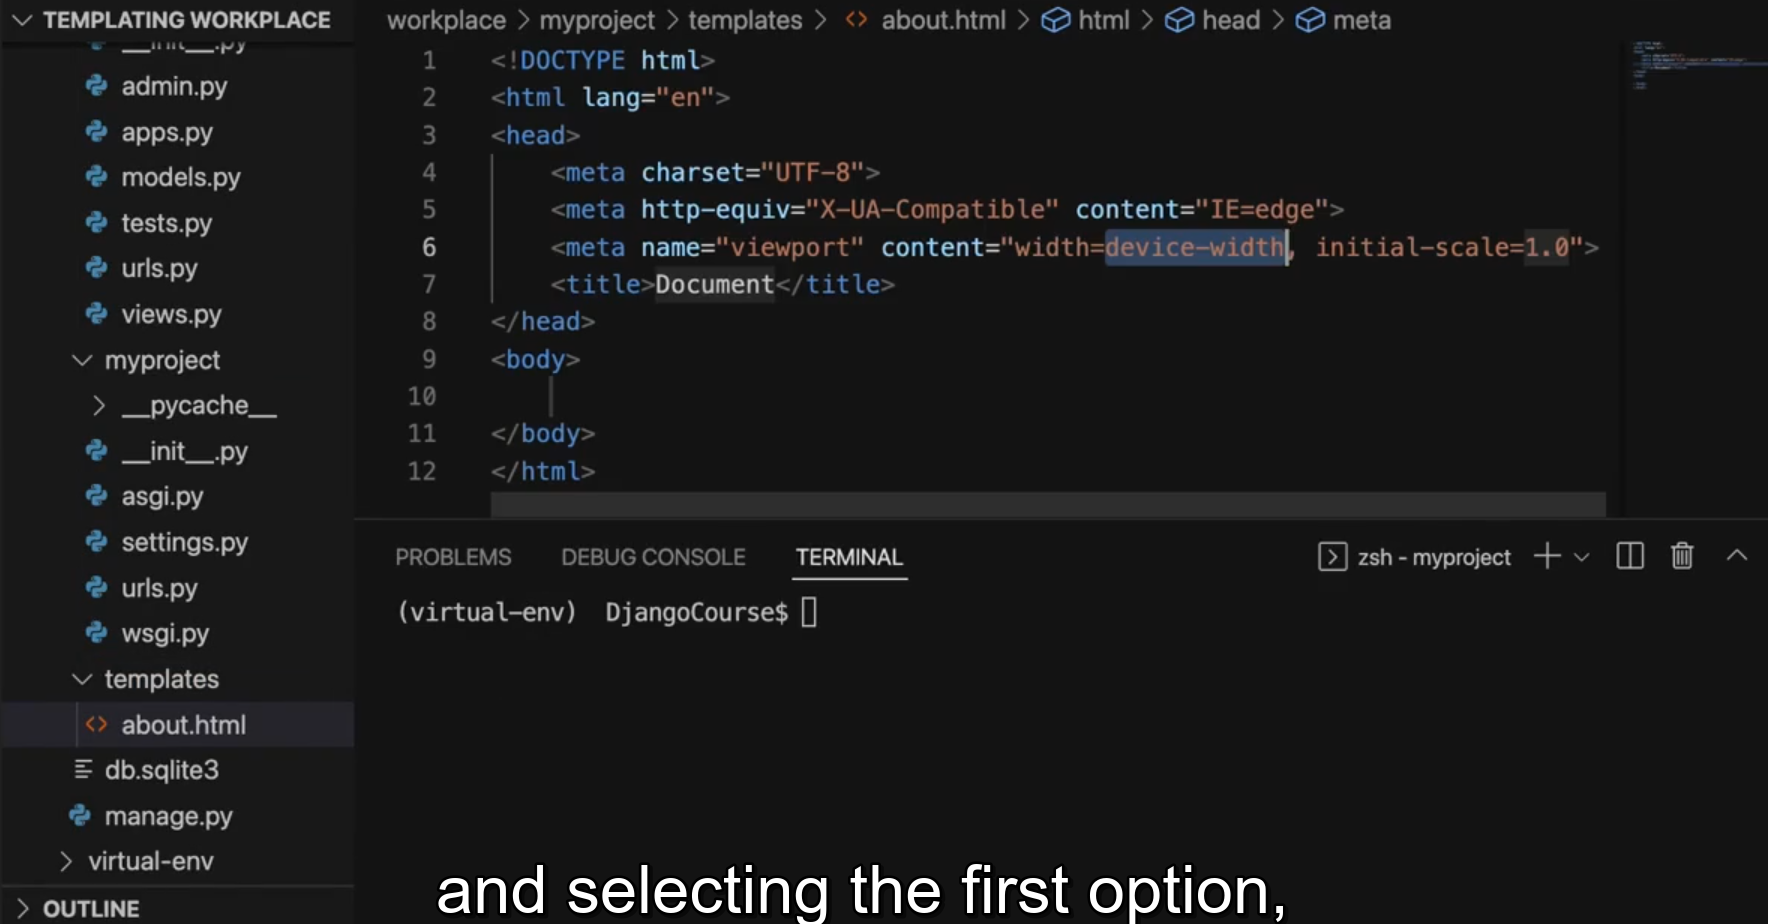 TEMPLATING WORKPLACE
__init__.py
admin.py
apps.py
models.py
tests.py
urls.py
views.py
myproject
__pycache__
__init__.py
asgi.py
settings.py
urls.py
wsgi.py
templates
about.html
db.sqlite3
manage.py
virtual-env
OUTLINE
workplace > myproject > templates > <> about.html > html > head > meta
1 <!DOCTYPE html>
2 <html lang="en">
3 <head>
4 <meta charset="UTF-8">
5 <meta http-equiv="X-UA-Compatible" content="IE=edge">
6 <meta name="viewport" content="width=device-width, initial-scale=1.0">
7 <title>Document</title>
8 </head>
9 <body>
10
11 </body>
12 </html>
PROBLEMS DEBUG CONSOLE TERMINAL zsh - myproject
(virtual-env) DjangoCourse$
and selecting the first option,